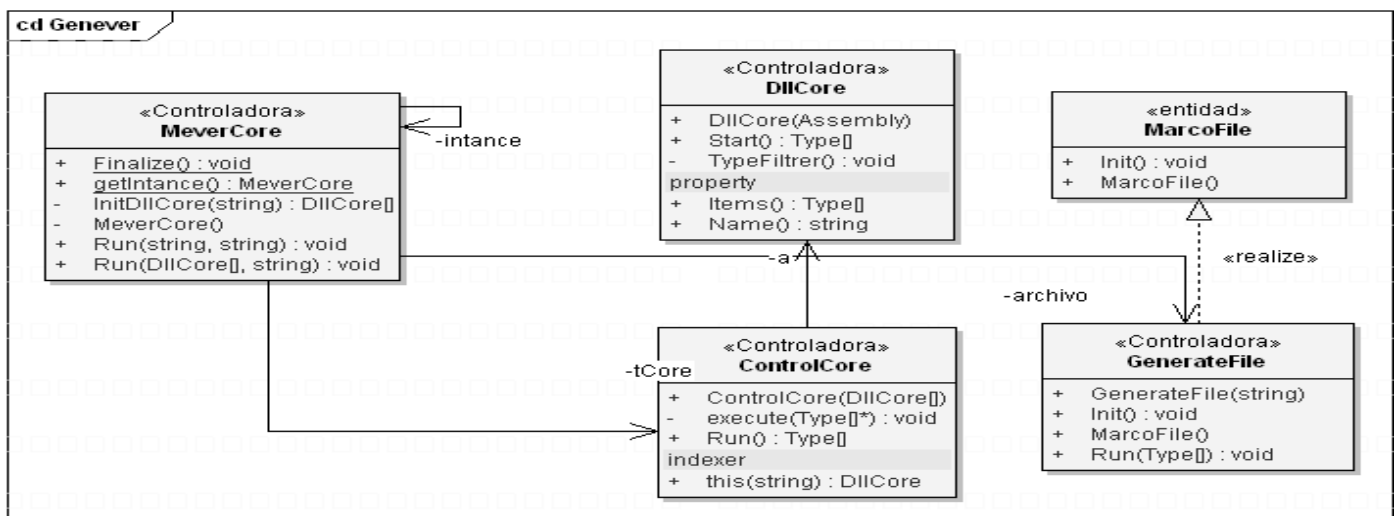 cd Genever
«Controladora»
MeverCore
+ Finalize() : void
+ getIntance() : MeverCore
- InitDllCore(string) : DllCore[]
- MeverCore()
+ Run(string, string) : void
+ Run(DllCore[], string) : void
-intance
«Controladora»
DllCore
+ DllCore(Assembly)
+ Start() : Type[]
- TypeFiltrer() : void
property
+ Items() : Type[]
+ Name() : string
«entidad»
MarcoFile
+ Init() : void
+ MarcoFile()
-a
«realize»
-archivo
-tCore
«Controladora»
ControlCore
+ ControlCore(DllCore[])
- execute(Type[]*) : void
+ Run() : Type[]
indexer
+ this(string) : DllCore
«Controladora»
GenerateFile
+ GenerateFile(string)
+ Init() : void
+ MarcoFile()
+ Run(Type[]) : void